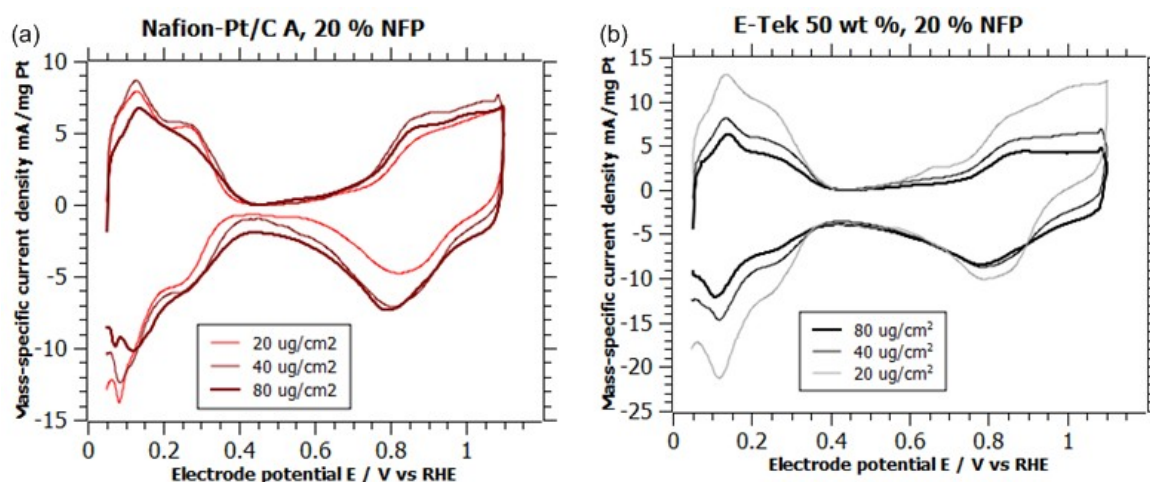 (a)
Nafion-Pt/C A, 20 % NFP
Mass-specific current density mA/mg Pt
10
5
0
-5
-10
-15
20 ug/cm2
40 ug/cm2
80 ug/cm2
0 0.2 0.4 0.6 0.8 1
Electrode potential E / V vs RHE
(b)
E-Tek 50 wt %, 20 % NFP
Mass-specific current density mA/mg Pt
15
10
5
0
-5
-10
-15
-20
-25
80 ug/cm²
40 ug/cm²
20 ug/cm²
0 0.2 0.4 0.6 0.8 1
Electrode potential E / V vs RHE